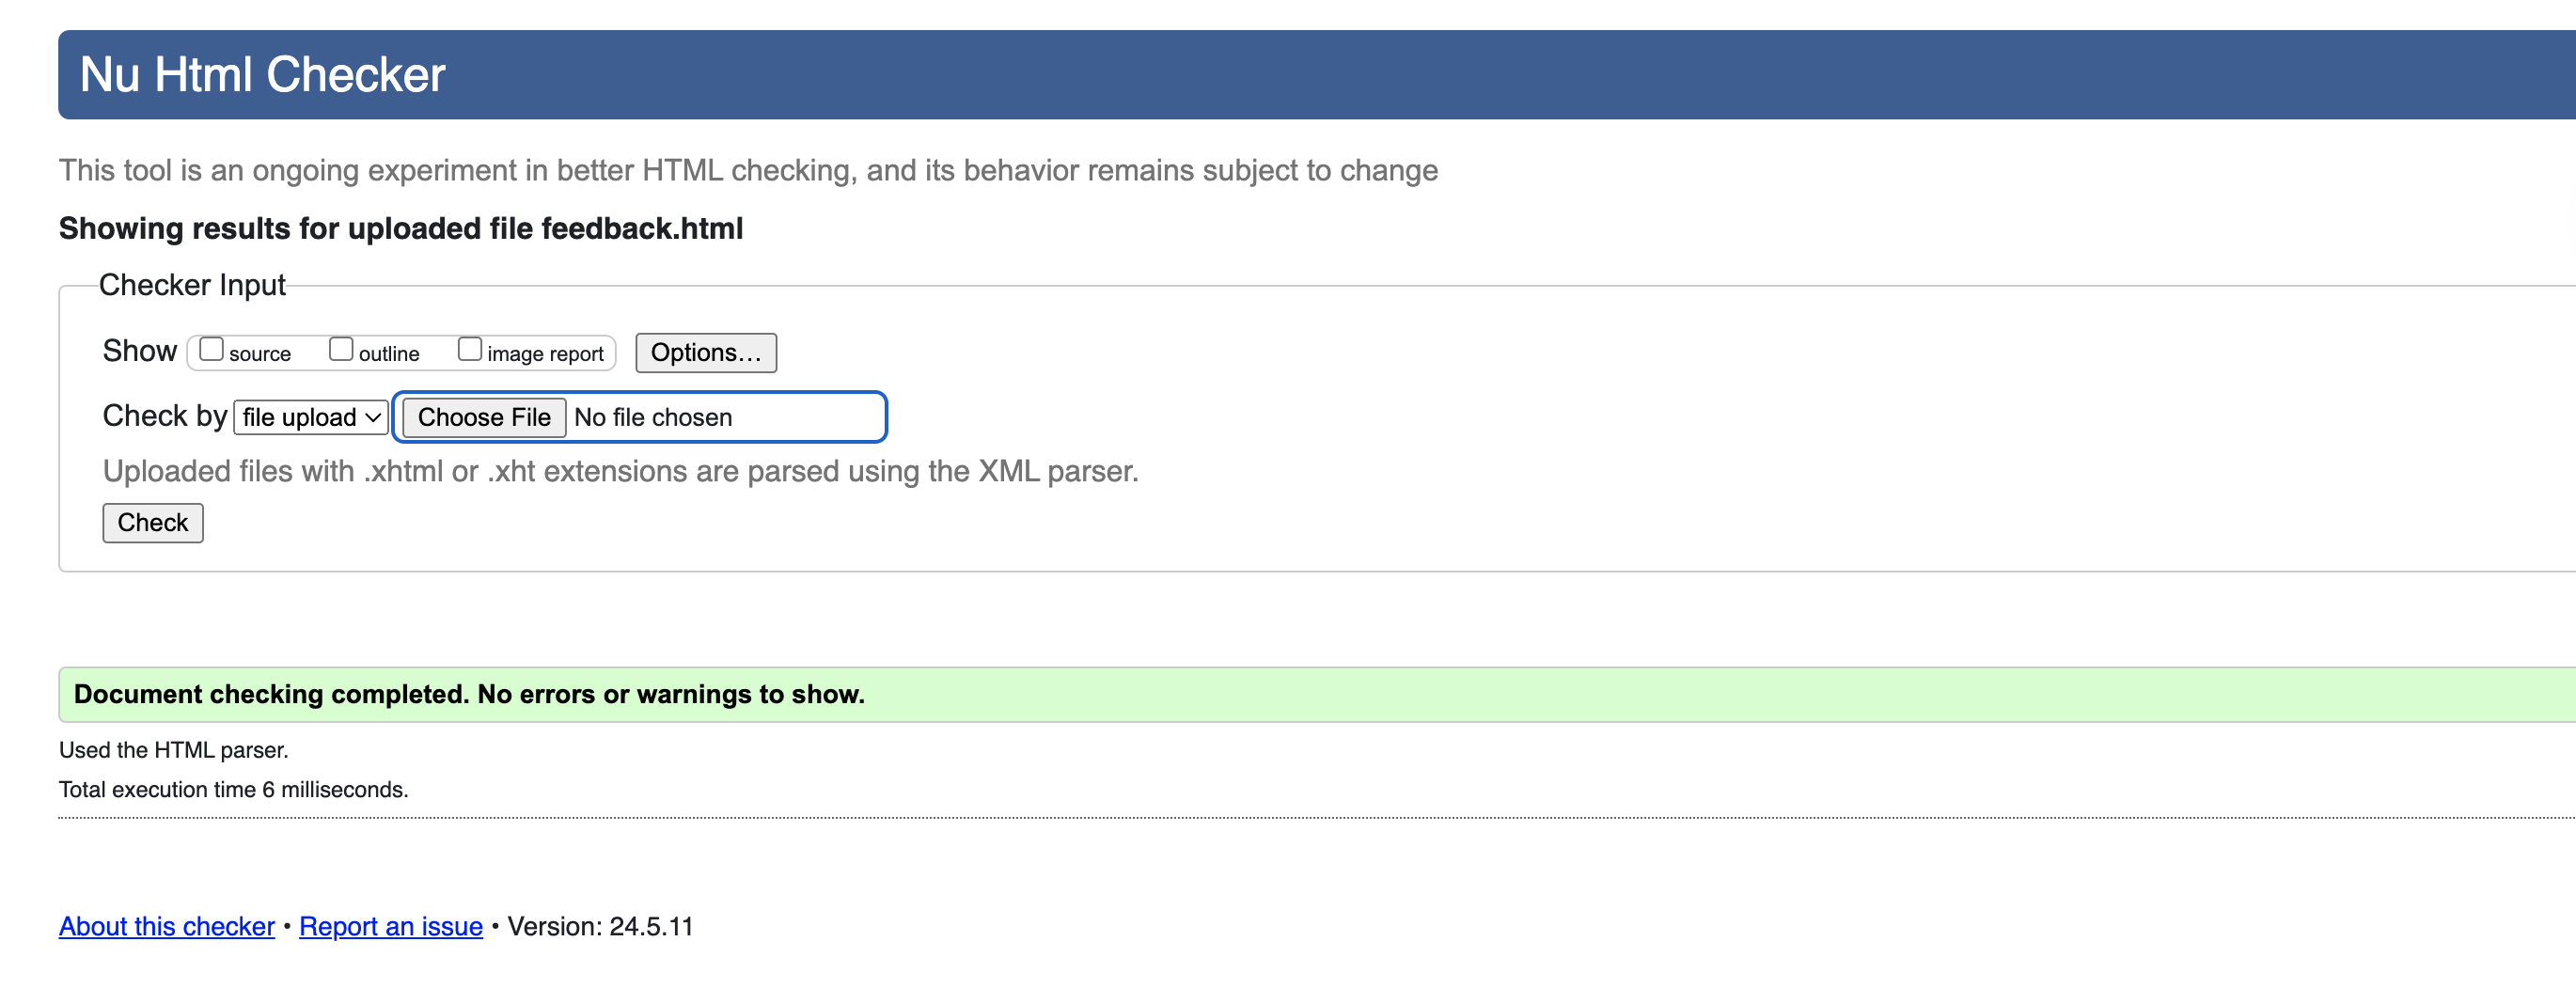 Nu Html Checker
This tool is an ongoing experiment in better HTML checking, and its behavior remains subject to change
Showing results for uploaded file feedback.html
Checker Input
Show source outline image report Options…
Check by file upload Choose File No file chosen
Uploaded files with .xhtml or .xht extensions are parsed using the XML parser.
Check
Document checking completed. No errors or warnings to show.
Used the HTML parser.
Total execution time 6 milliseconds.
About this checker • Report an issue • Version: 24.5.11